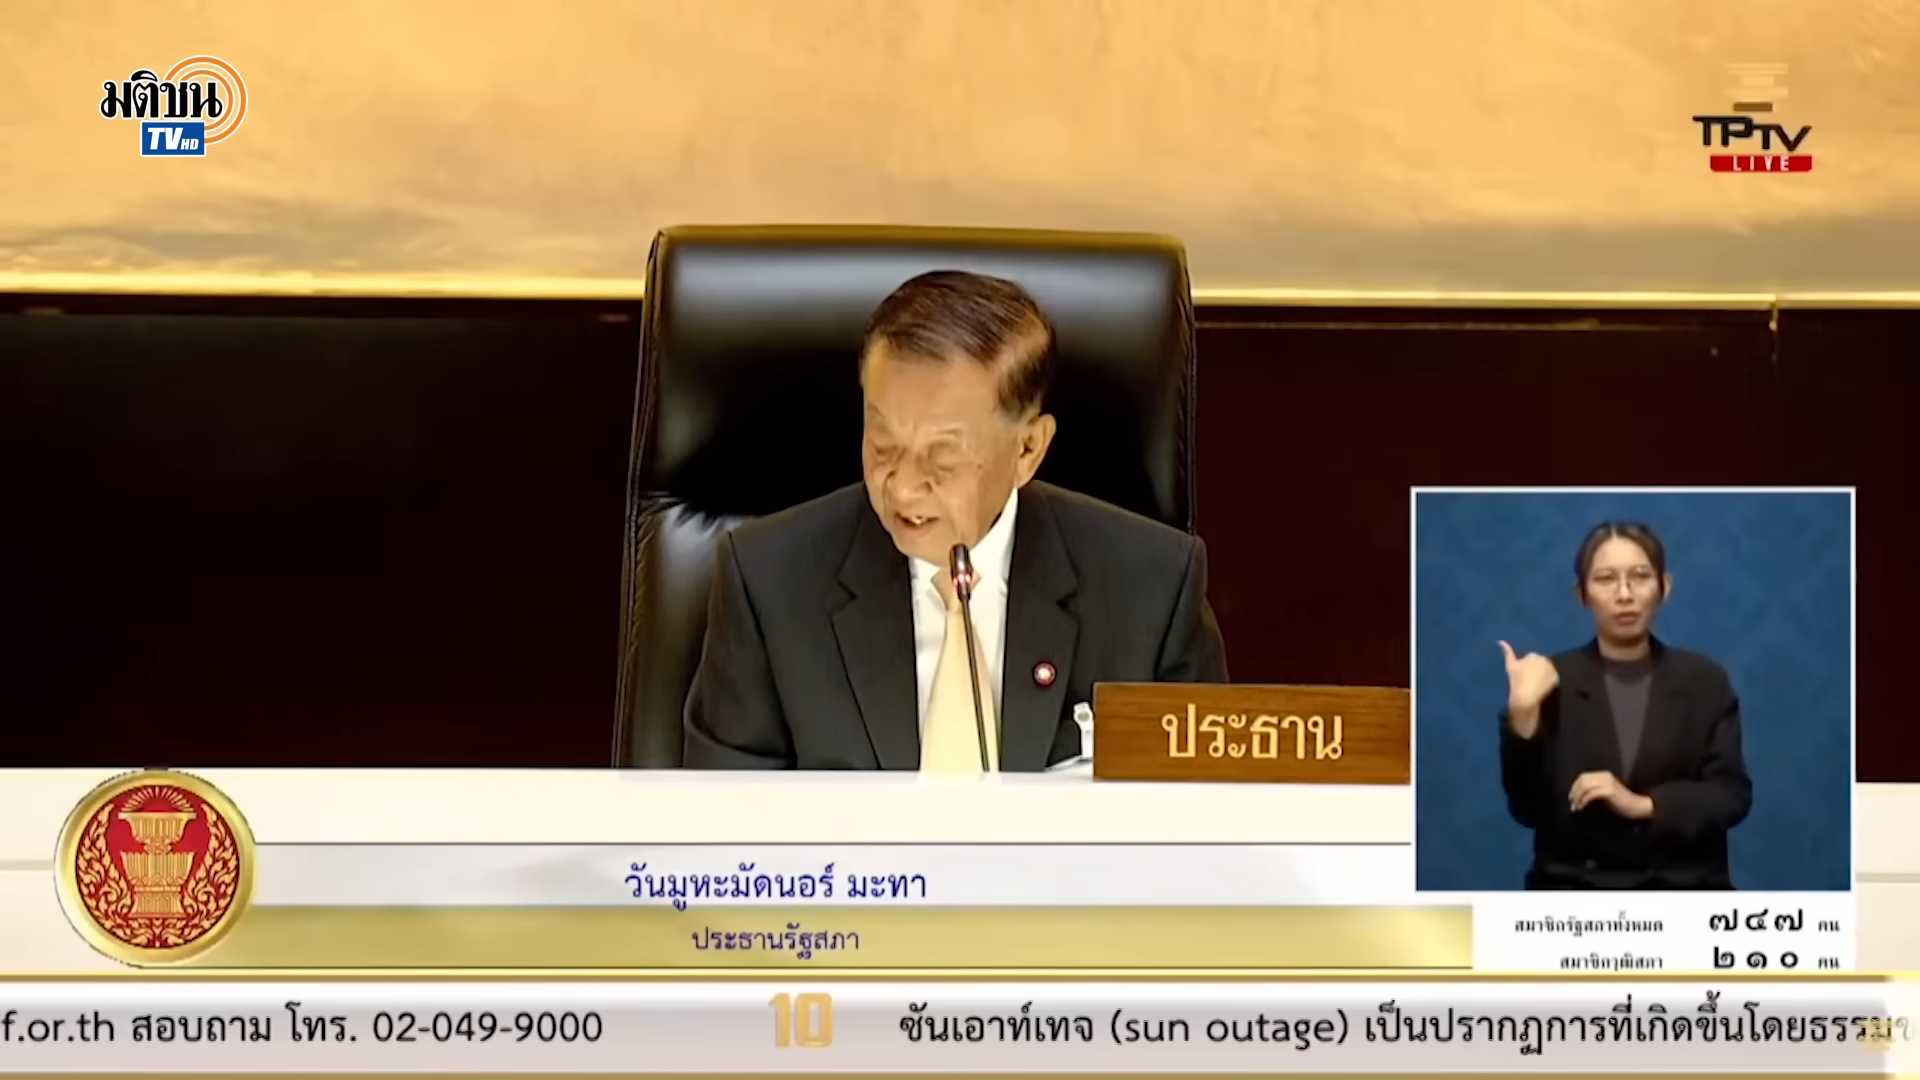 มติชน
TV HD
TPTV
LIVE
ประธาน
วันมูหะมัดนอร์ มะทา
ประธานรัฐสภา
สมาชิกรัฐสภาทั้งหมด ๗๔๗ คน
สมาชิกวุฒิสภา ๒๑๐ คน
f.or.th สอบถาม โทร. 02-049-9000 10 ซันเอาท์เทจ (sun outage) เป็นปรากฏการที่เกิดขึ้นโดยธรรม